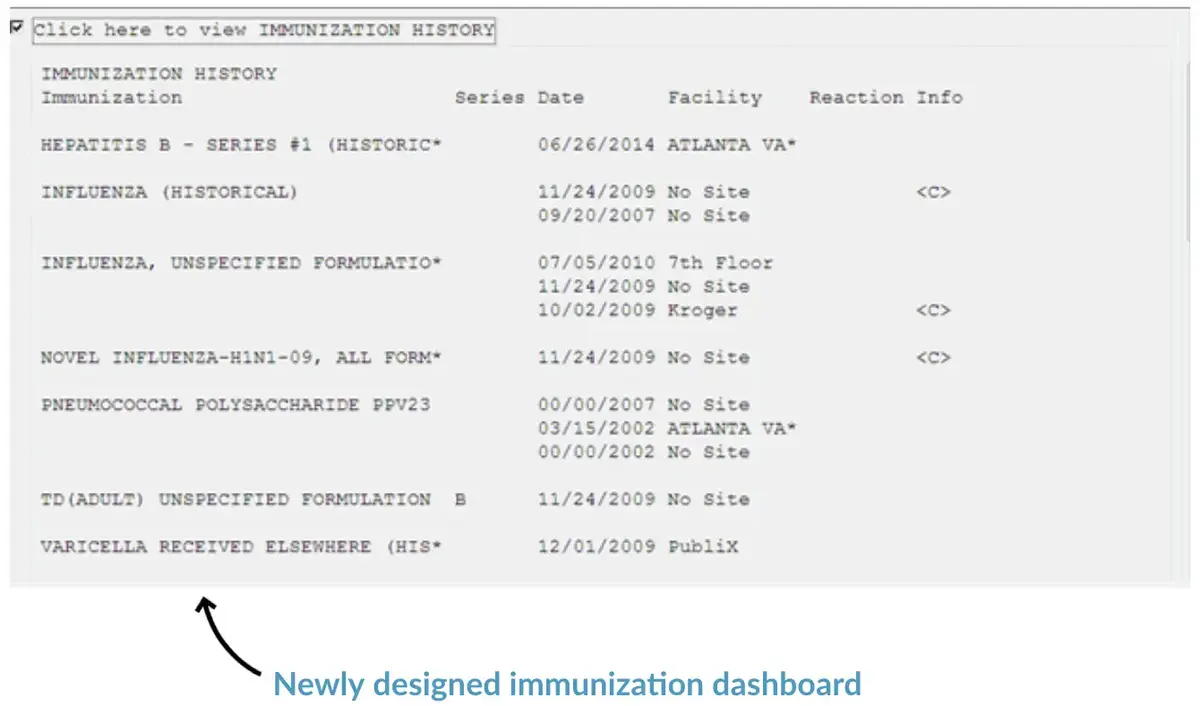 Click here to view IMMUNIZATION HISTORY
IMMUNIZATION HISTORY
Immunization Series Date Facility Reaction Info
HEPATITIS B - SERIES #1 (HISTORIC* 06/26/2014 ATLANTA VA*
INFLUENZA (HISTORICAL) 11/24/2009 No Site <C>
09/20/2007 No Site
INFLUENZA, UNSPECIFIED FORMULATIO* 07/05/2010 7th Floor
11/24/2009 No Site
10/02/2009 Kroger <C>
NOVEL INFLUENZA-H1N1-09, ALL FORM* 11/24/2009 No Site <C>
PNEUMOCOCCAL POLYSACCHARIDE PPV23 00/00/2007 No Site
03/15/2002 ATLANTA VA*
00/00/2002 No Site
TD(ADULT) UNSPECIFIED FORMULATION B 11/24/2009 No Site
VARICELLA RECEIVED ELSEWHERE (HIS* 12/01/2009 PubliX
Newly designed immunization dashboard